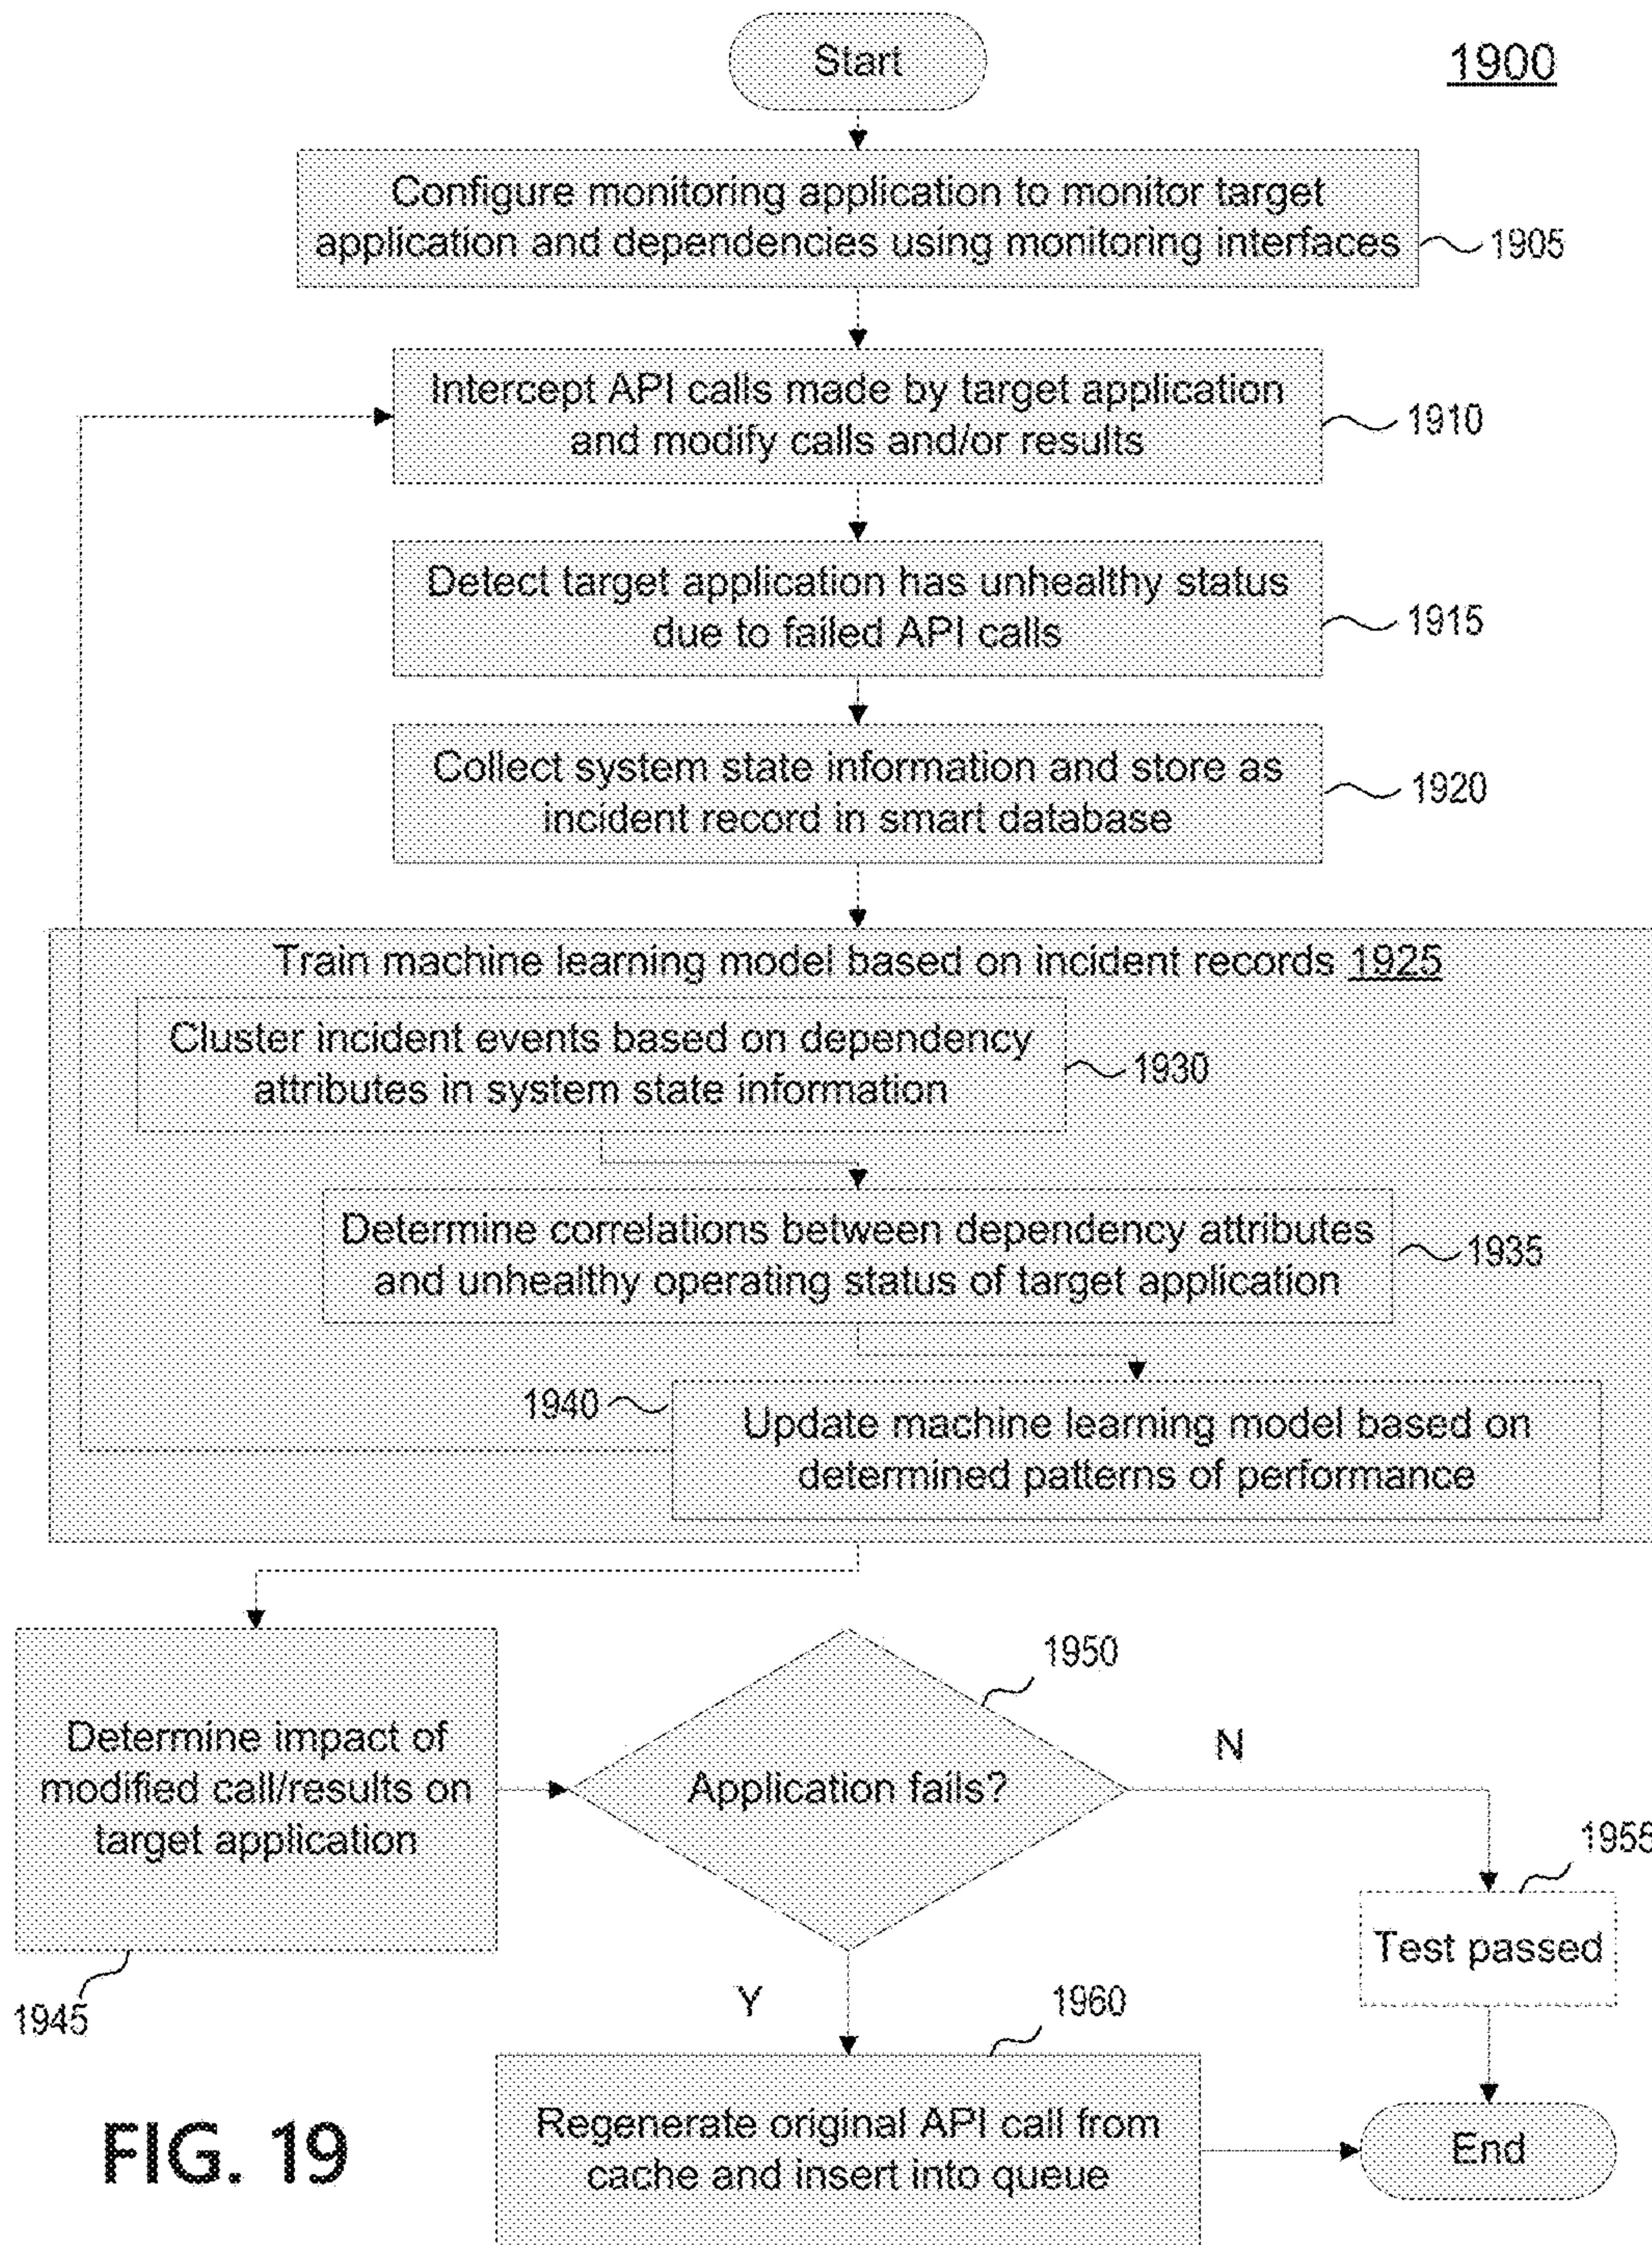 Start
1900
Configure monitoring application to monitor target
application and dependencies using monitoring interfaces
1905
Intercept API calls made by target application
and modify calls and/or results
1910
Detect target application has unhealthy status
due to failed API calls
1915
Collect system state information and store as
incident record in smart database
1920
Train machine learning model based on incident records 1925
Cluster incident events based on dependency
attributes in system state information
1930
Determine correlations between dependency attributes
and unhealthy operating status of target application
1935
1940
Update machine learning model based on
determined patterns of performance
Determine impact of
modified call/results on
target application
1945
Application fails?
1950
N
Y
1955
Test passed
1960
Regenerate original API call from
cache and insert into queue
End
FIG. 19